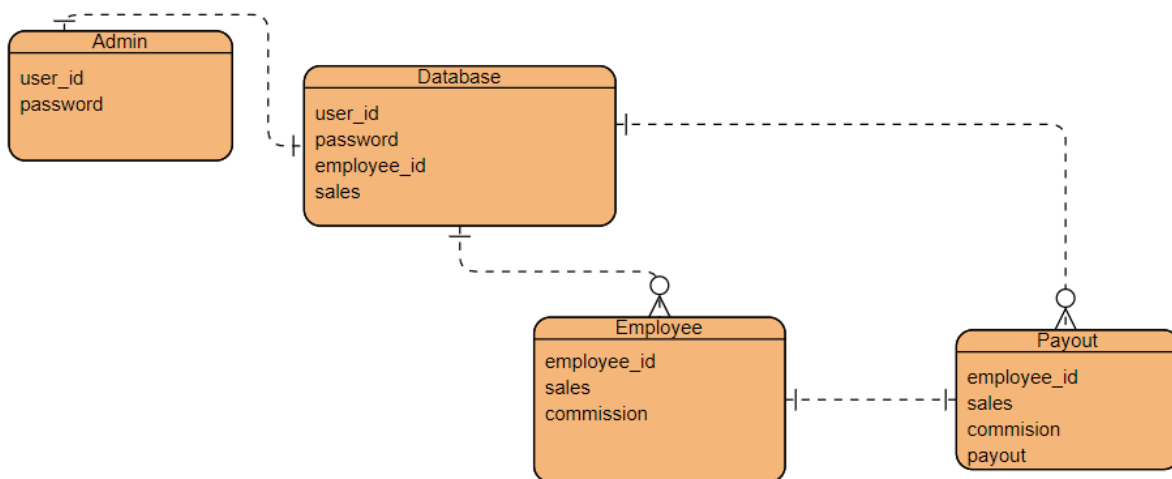 Admin
user_id
password
Database
user_id
password
employee_id
sales
Employee
employee_id
sales
commission
Payout
employee_id
sales
commision
payout